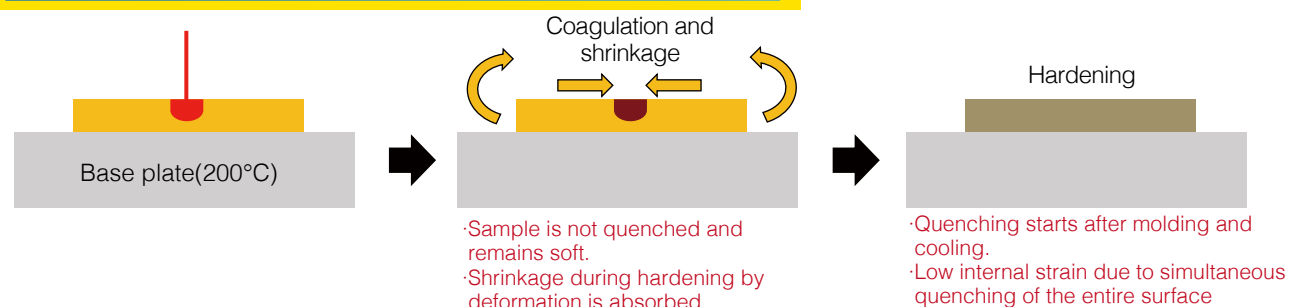 Coagulation and
shrinkage
Hardening
Base plate(200°C)
·Sample is not quenched and
remains soft.
·Shrinkage during hardening by
deformation is absorbed
·Quenching starts after molding and
cooling.
·Low internal strain due to simultaneous
quenching of the entire surface